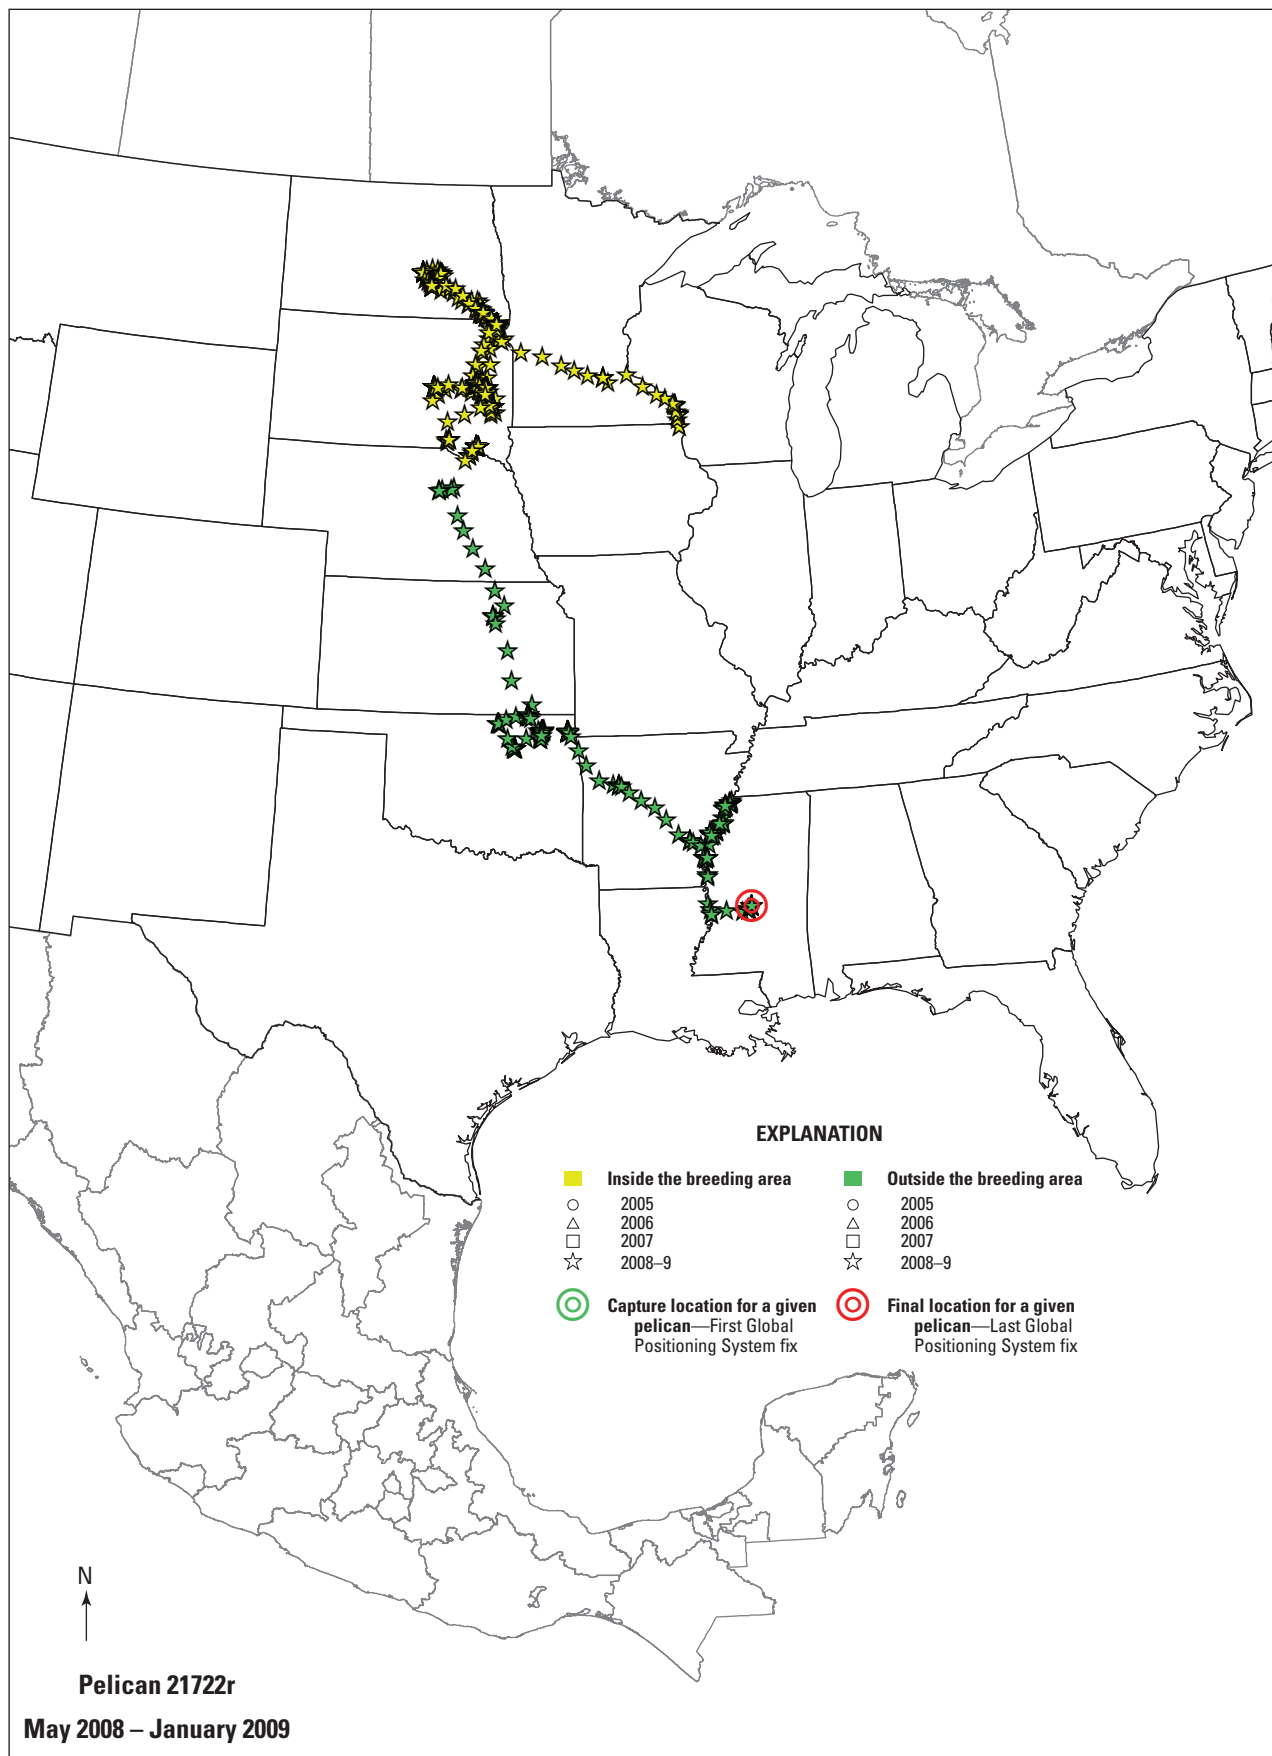 EXPLANATION
Inside the breeding area
2005
2006
2007
2008–9
Outside the breeding area
2005
2006
2007
2008–9
Capture location for a given
pelican—First Global
Positioning System fix
Final location for a given
pelican—Last Global
Positioning System fix
N
Pelican 21722r
May 2008 – January 2009